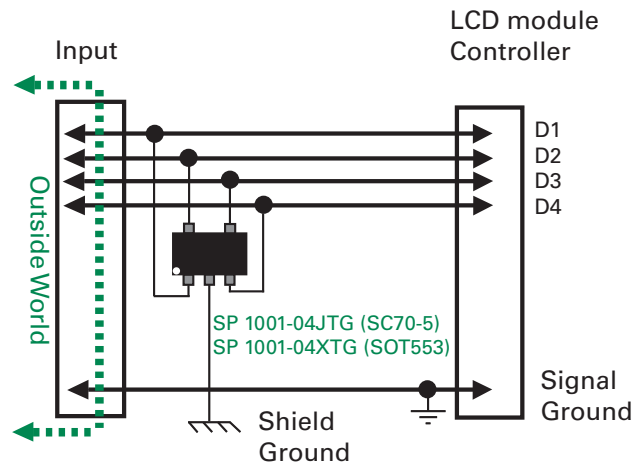 LCD module
Controller
Input
D1
D2
D3
D4
Outside World
SP 1001-04JTG (SC70-5)
SP 1001-04XTG (SOT553)
Signal
Ground
Shield
Ground